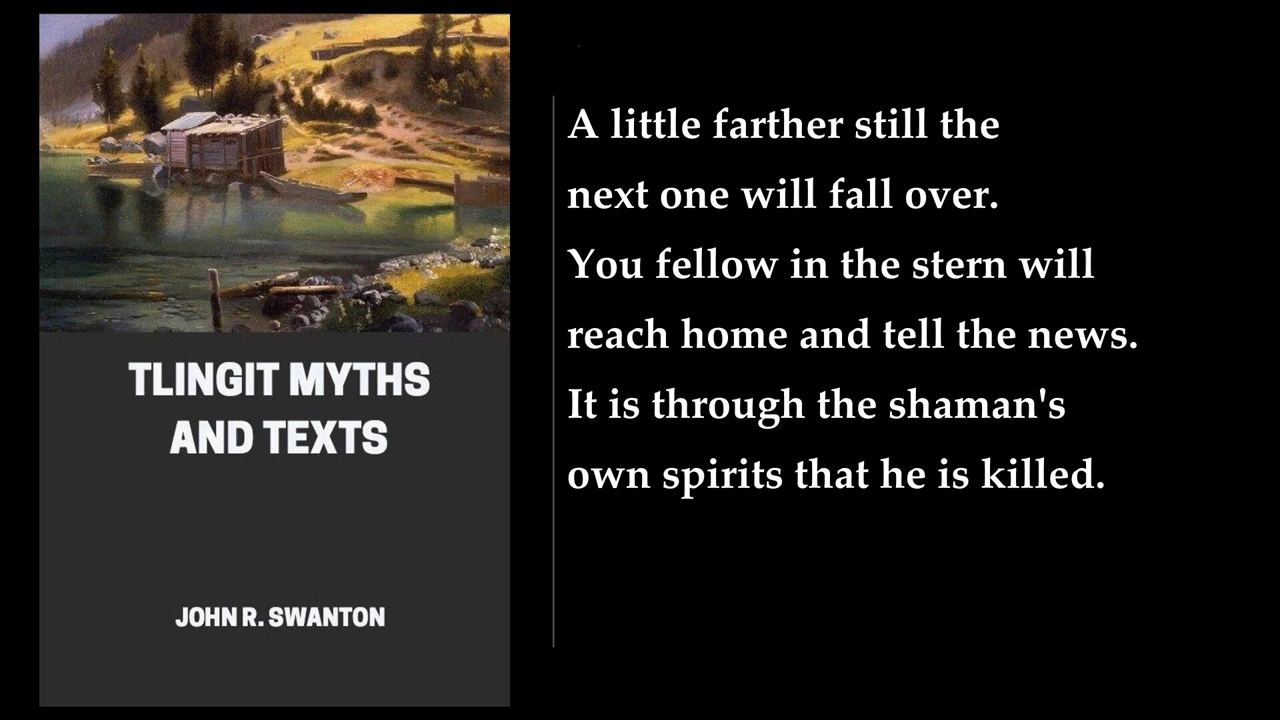 TLINGIT MYTHS
AND TEXTS
JOHN R. SWANTON
A little farther still the
next one will fall over.
You fellow in the stern will
reach home and tell the news.
It is through the shaman's
own spirits that he is killed.